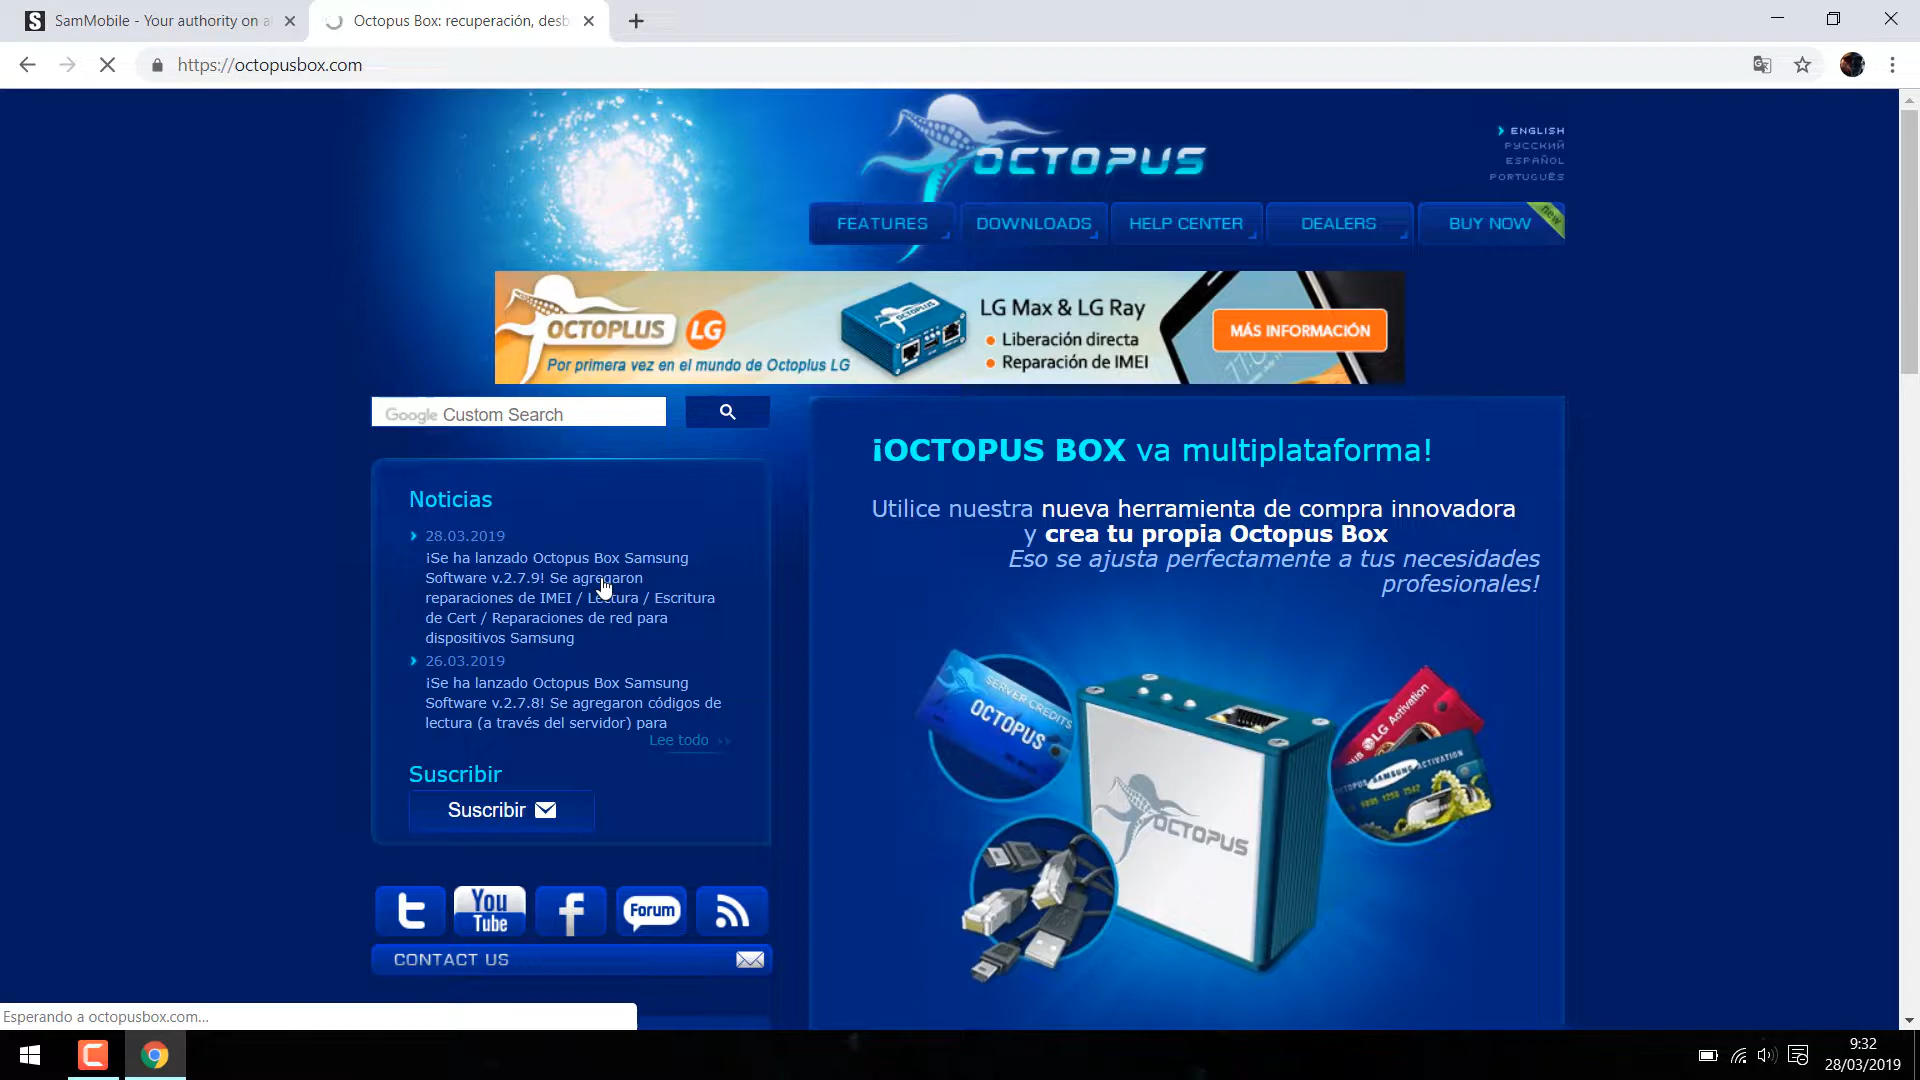 SamMobile - Your authority on a
Octopus Box: recuperación, desb
https://octopusbox.com
OCTOPUS
ENGLISH
РУССКИЙ
ESPAÑOL
PORTUGUÊS
FEATURES
DOWNLOADS
HELP CENTER
DEALERS
BUY NOW
new
OCTOPLUS LG
Por primera vez en el mundo de Octoplus LG
OCTOPLUS
LG Max & LG Ray
Liberación directa
Reparación de IMEI
MÁS INFORMACIÓN
Google Custom Search
Noticias
28.03.2019
¡Se ha lanzado Octopus Box Samsung
Software v.2.7.9! Se agregaron
reparaciones de IMEI / Lectura / Escritura
de Cert / Reparaciones de red para
dispositivos Samsung
26.03.2019
¡Se ha lanzado Octopus Box Samsung
Software v.2.7.8! Se agregaron códigos de
lectura (a través del servidor) para
Lee todo
Suscribir
Suscribir
You
Tube
Forum
CONTACT US
¡OCTOPUS BOX va multiplataforma!
Utilice nuestra nueva herramienta de compra innovadora
y crea tu propia Octopus Box
Eso se ajusta perfectamente a tus necesidades
profesionales!
SERVER CREDITS
OCTOPUS
OCTOPUS
LG Activation
SAMSUNG ACTIVATION
Esperando a octopusbox.com...
9:32
28/03/2019